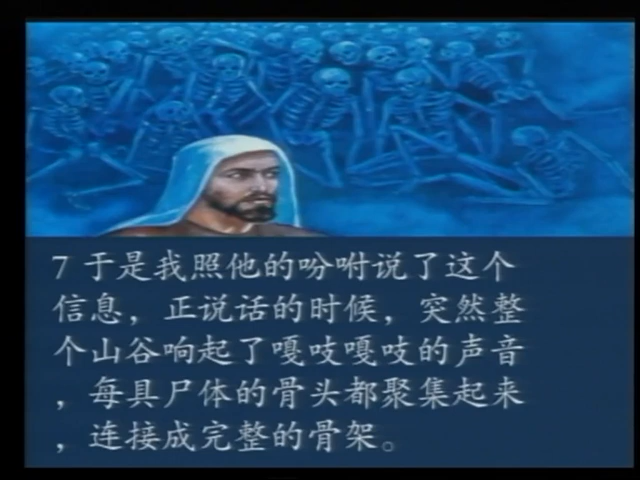 7 于是我照他的吩咐说了这个
信息，正说话的时候，突然整
个山谷响起了嘎吱嘎吱的声音
，每具尸体的骨头都聚集起来
，连接成完整的骨架。